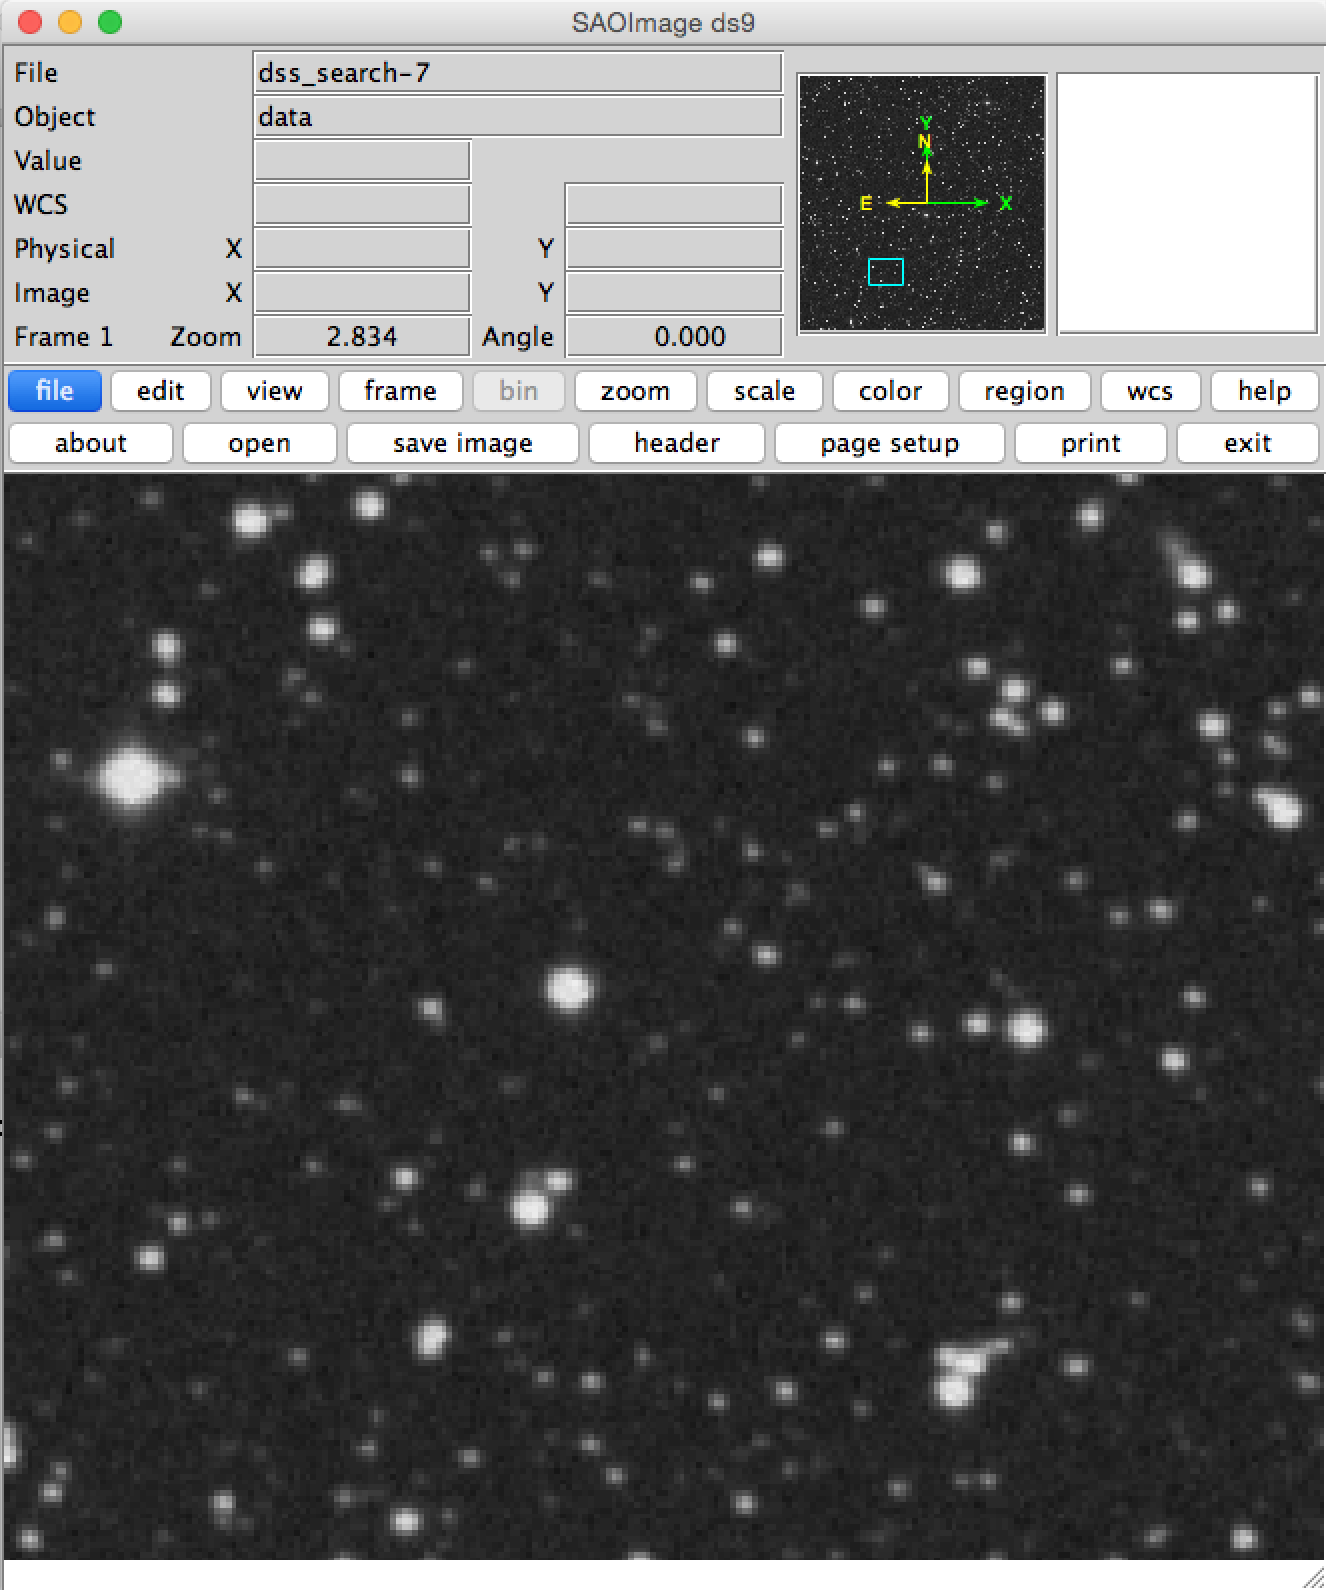 SAOImage ds9
File dss_search-7
Object data
Value
WCS
Physical X Y
Image X Y
Frame 1 Zoom 2.834 Angle 0.000
Y
N
E X
file edit view frame bin zoom scale color region wcs help
about open save image header page setup print exit